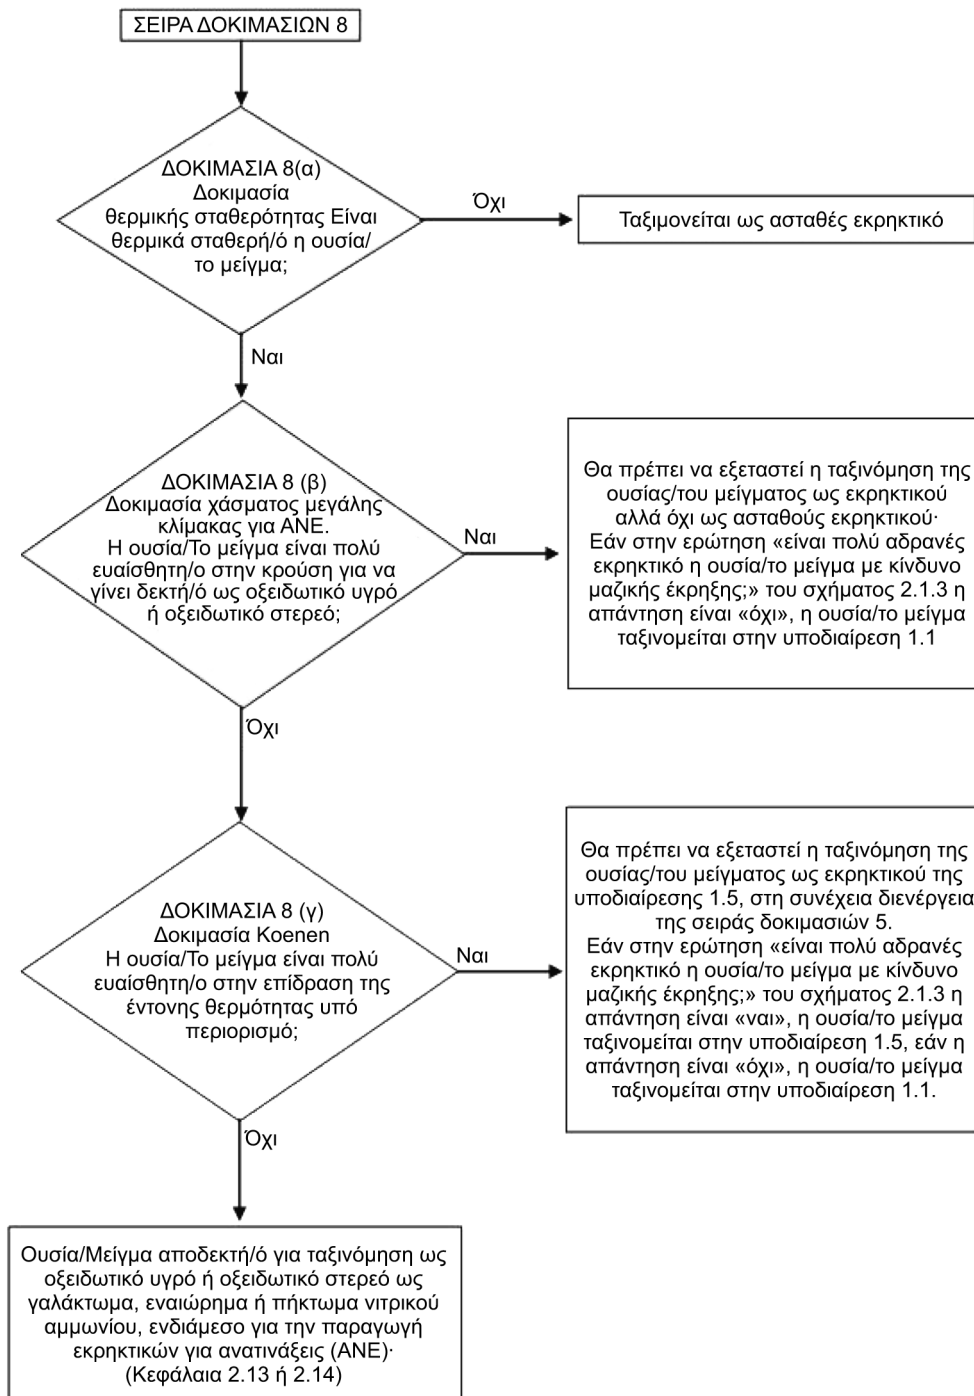 ΣΕΙΡΑ ΔΟΚΙΜΑΣΙΩΝ 8
ΔΟΚΙΜΑΣΙΑ 8(α)
Δοκιμασία
θερμικής σταθερότητας Είναι
θερμικά σταθερή/ό η ουσία/
το μείγμα;
Όχι
Ταξιμονείται ως ασταθές εκρηκτικό
Ναι
ΔΟΚΙΜΑΣΙΑ 8 (β)
Δοκιμασία χάσματος μεγάλης
κλίμακας για ANE.
Η ουσία/Το μείγμα είναι πολύ
ευαίσθητη/ο στην κρούση για να
γίνει δεκτή/ό ως οξειδωτικό υγρό
ή οξειδωτικό στερεό;
Ναι
Θα πρέπει να εξεταστεί η ταξινόμηση της
ουσίας/του μείγματος ως εκρηκτικού
αλλά όχι ως ασταθούς εκρηκτικού·
Εάν στην ερώτηση «είναι πολύ αδρανές
εκρηκτικό η ουσία/το μείγμα με κίνδυνο
μαζικής έκρηξης;» του σχήματος 2.1.3 η
απάντηση είναι «όχι», η ουσία/το μείγμα
ταξινομείται στην υποδιαίρεση 1.1
Όχι
ΔΟΚΙΜΑΣΙΑ 8 (γ)
Δοκιμασία Koenen
Η ουσία/Το μείγμα είναι πολύ
ευαίσθητη/ο στην επίδραση της
έντονης θερμότητας υπό
περιορισμό;
Ναι
Θα πρέπει να εξεταστεί η ταξινόμηση της
ουσίας/του μείγματος ως εκρηκτικού της
υποδιαίρεσης 1.5, στη συνέχεια διενέργεια
της σειράς δοκιμασιών 5.
Εάν στην ερώτηση «είναι πολύ αδρανές
εκρηκτικό η ουσία/το μείγμα με κίνδυνο
μαζικής έκρηξης;» του σχήματος 2.1.3 η
απάντηση είναι «ναι», η ουσία/το μείγμα
ταξινομείται στην υποδιαίρεση 1.5, εάν η
απάντηση είναι «όχι», η ουσία/το μείγμα
ταξινομείται στην υποδιαίρεση 1.1.
Όχι
Ουσία/Μείγμα αποδεκτή/ό για ταξινόμηση ως
οξειδωτικό υγρό ή οξειδωτικό στερεό ως
γαλάκτωμα, εναιώρημα ή πήκτωμα νιτρικού
αμμωνίου, ενδιάμεσο για την παραγωγή
εκρηκτικών για ανατινάξεις (ANE)·
(Κεφάλαια 2.13 ή 2.14)